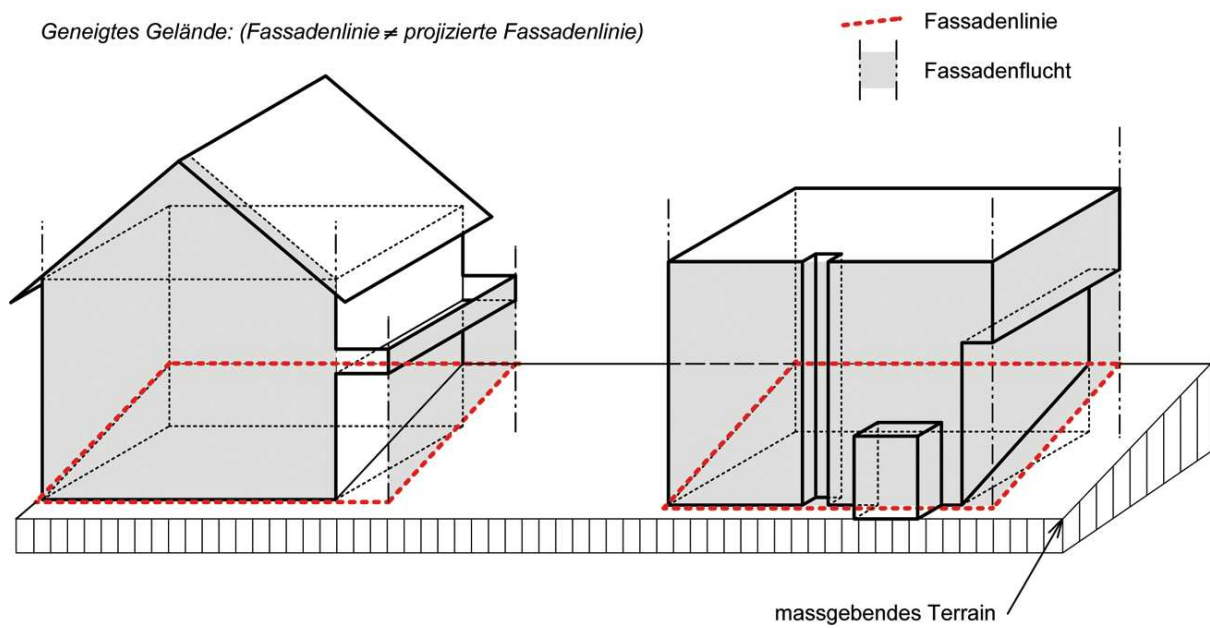 Geneigtes Gelände: (Fassadenlinie ≠ projizierte Fassadenlinie)
Fassadenlinie
Fassadenflucht
massgebendes Terrain